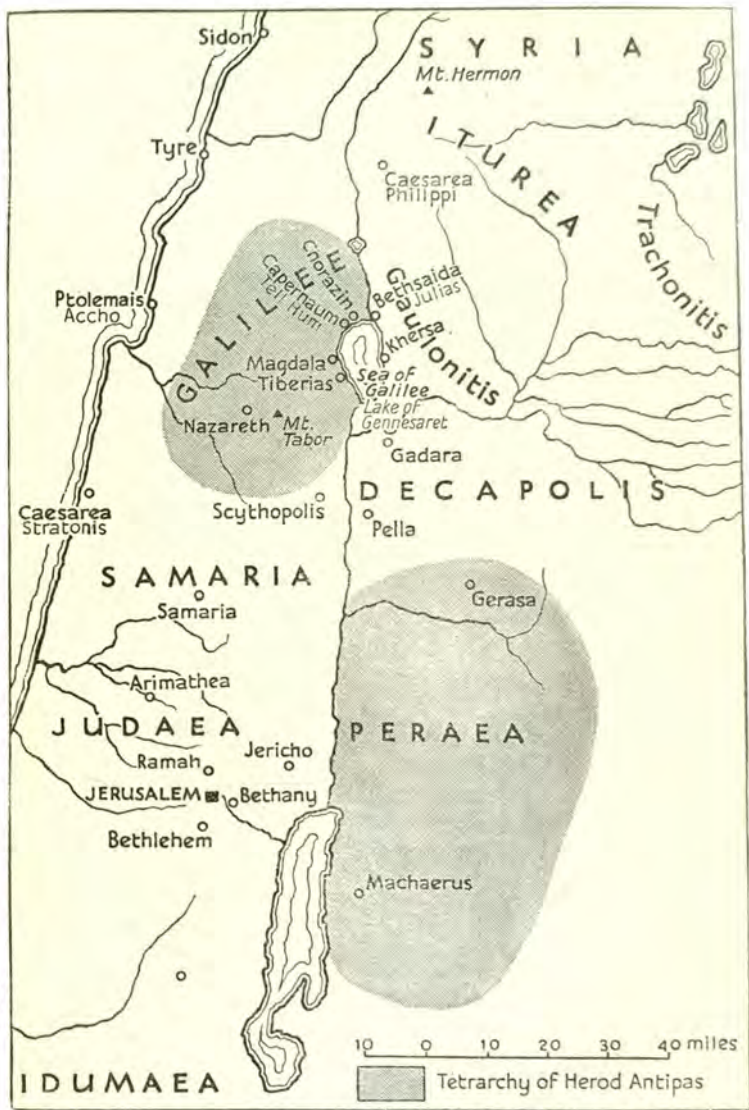 Sidon
SYRIA
Mt. Hermon
Tyre
ITUREA
Caesarea
Philippi
Trachonitis
GALILEE
Chorazin
Capernaum
Tell Hum
Bethsaida
Julias
Gaulonitis
Ptolemais
Accho
Khersa
Magdala
Tiberias
Sea of
Galilee
Lake of
Gennesaret
Nazareth
Mt.
Tabor
Gadara
DECAPOLIS
Caesarea
Stratonis
Scythopolis
Pella
SAMARIA
Samaria
Gerasa
Arimathea
JUDAEA
PERAEA
Ramah
Jericho
JERUSALEM
Bethany
Bethlehem
Machaerus
10 0 10 20 30 40 miles
IDUMAEA
Tetrarchy of Herod Antipas